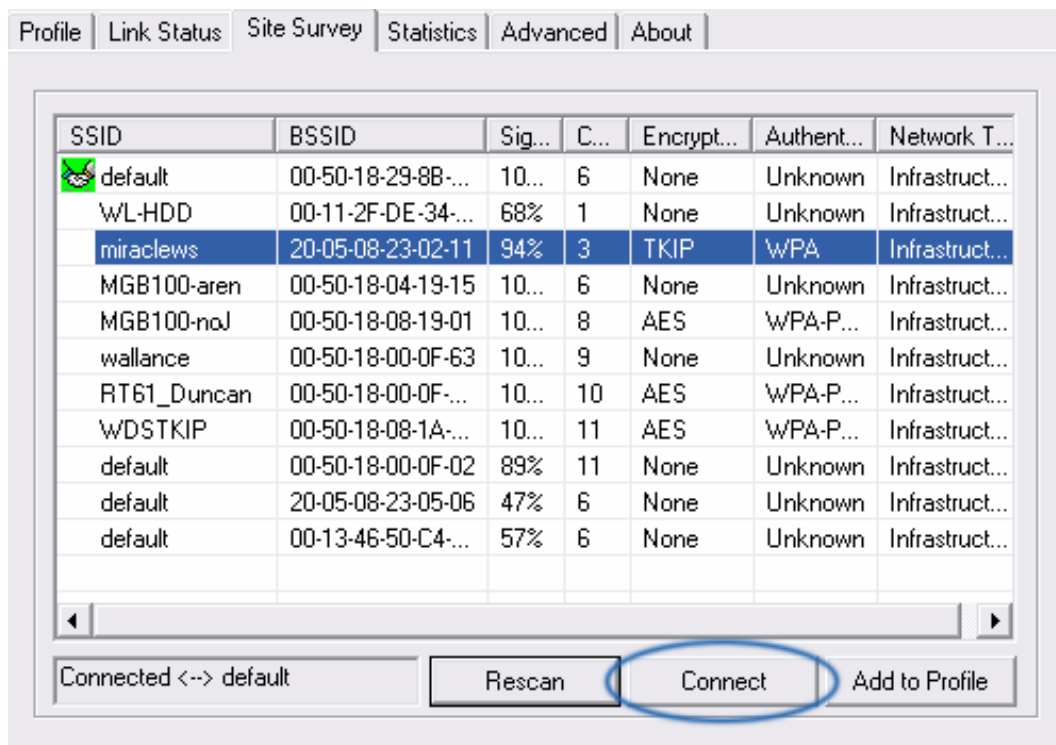 Profile Link Status Site Survey Statistics Advanced About
SSID BSSID Sig... C... Encrypt... Authent... Network T...
default 00-50-18-29-8B-... 10... 6 None Unknown Infrastruct...
WL-HDD 00-11-2F-DE-34-... 68% 1 None Unknown Infrastruct...
miraclews 20-05-08-23-02-11 94% 3 TKIP WPA Infrastruct...
MGB100-aren 00-50-18-04-19-15 10... 6 None Unknown Infrastruct...
MGB100-noJ 00-50-18-08-19-01 10... 8 AES WPA-P... Infrastruct...
wallance 00-50-18-00-0F-63 10... 9 None Unknown Infrastruct...
RT61_Duncan 00-50-18-00-0F-... 10... 10 AES WPA-P... Infrastruct...
WDSTKIP 00-50-18-08-1A-... 10... 11 AES WPA-P... Infrastruct...
default 00-50-18-00-0F-02 89% 11 None Unknown Infrastruct...
default 20-05-08-23-05-06 47% 6 None Unknown Infrastruct...
default 00-13-46-50-C4-... 57% 6 None Unknown Infrastruct...
Connected <--> default Rescan Connect Add to Profile